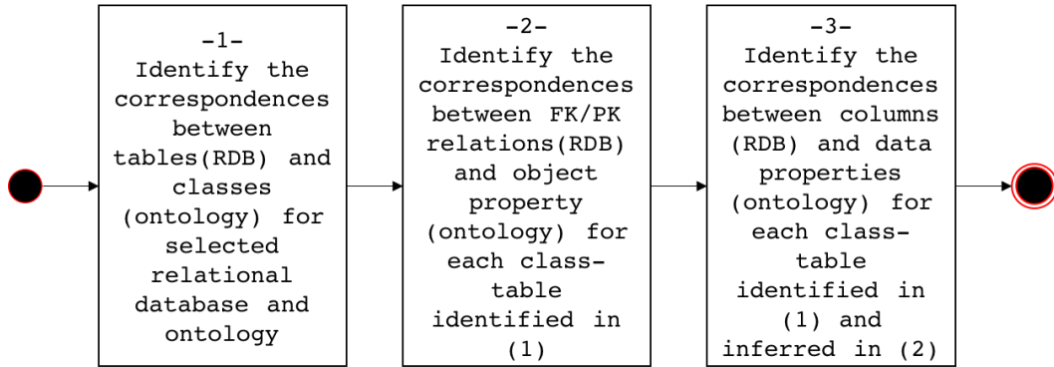 -1-
Identify the
correspondences
between
tables(RDB) and
classes
(ontology) for
selected
relational
database and
ontology
-2-
Identify the
correspondences
between FK/PK
relations(RDB)
and object
property
(ontology) for
each class-
table
identified in
(1)
-3-
Identify the
correspondences
between columns
(RDB) and data
properties
(ontology) for
each class-
table
identified in
(1) and
inferred in (2)